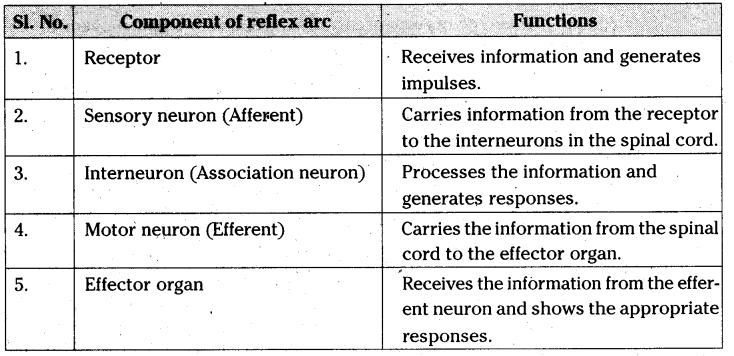 Sl. No. Component of reflex arc Functions
1. Receptor Receives information and generates
impulses.
2. Sensory neuron (Afferent) Carries information from the receptor
to the interneurons in the spinal cord.
3. Interneuron (Association neuron) Processes the information and
generates responses.
4. Motor neuron (Efferent) Carries the information from the spinal
cord to the effector organ.
5. Effector organ Receives the information from the effer-
ent neuron and shows the appropriate
responses.